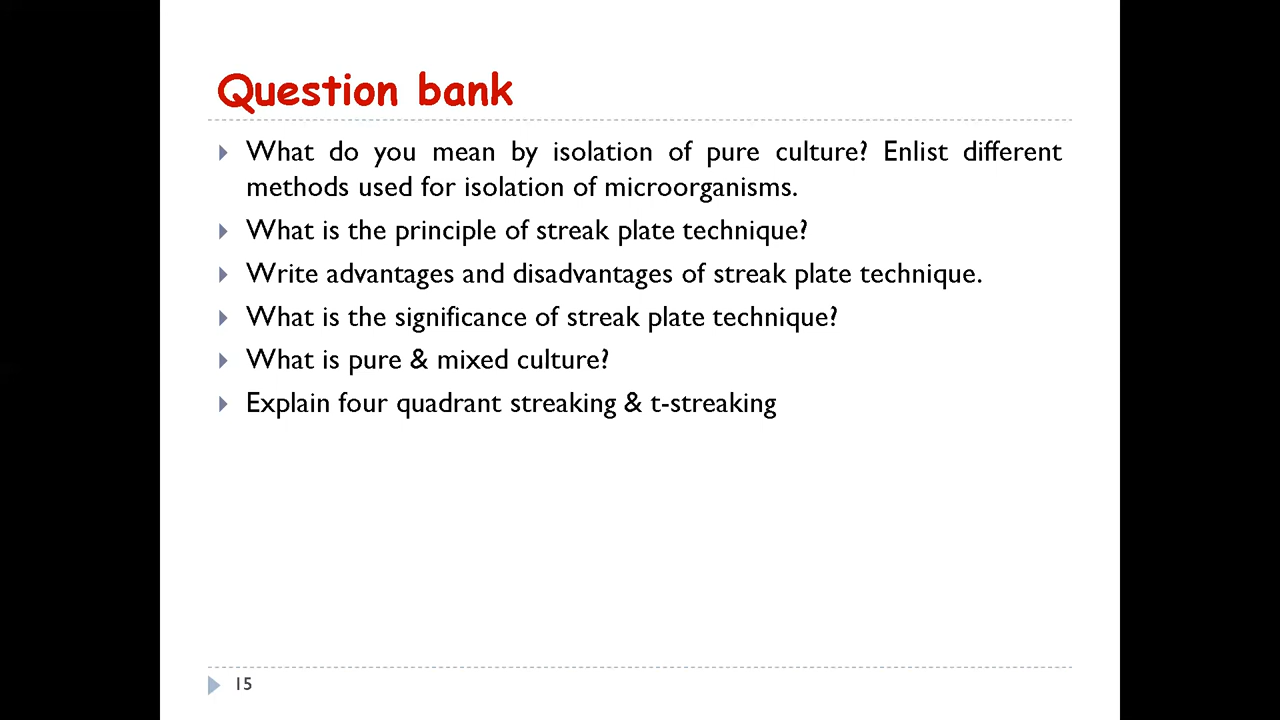 Question bank
What do you mean by isolation of pure culture? Enlist different
methods used for isolation of microorganisms.
What is the principle of streak plate technique?
Write advantages and disadvantages of streak plate technique.
What is the significance of streak plate technique?
What is pure & mixed culture?
Explain four quadrant streaking & t-streaking
15